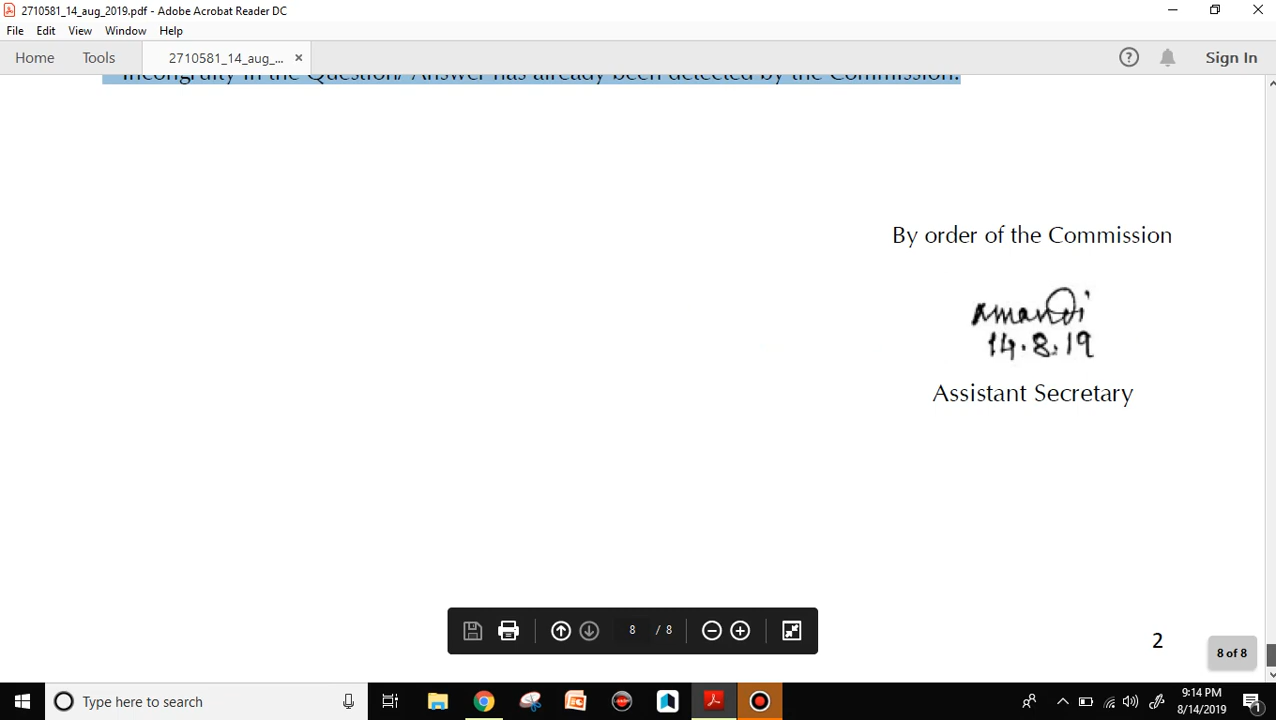 2710581_14_aug_2019.pdf - Adobe Acrobat Reader DC
File Edit View Window Help
Home Tools 2710581_14_aug_... × Sign In
Incongruity in the Question/ Answer has already been detected by the Commission.
By order of the Commission
14.8.19
Assistant Secretary
8 / 8
2
8 of 8
Type here to search
9:14 PM
8/14/2019
1